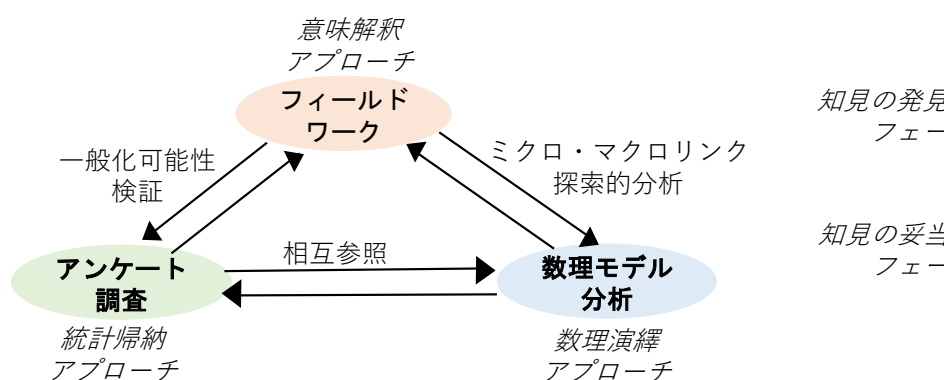 意味解釈
アプローチ
フィールド
ワーク
一般化可能性
検証
ミクロ・マクロリンク
探索的分析
相互参照
アンケート
調査
統計帰納
アプローチ
数理モデル
分析
数理演繹
アプローチ
知見の発見
フェー
知見の妥当
フェー